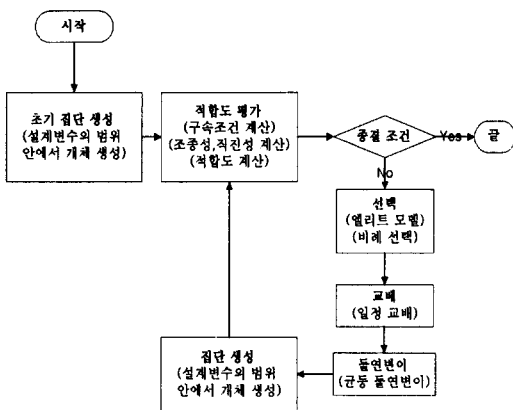 시작
초기 집단 생성
(설계변수의 범위
안에서 개체 생성)
적합도 평가
(구속조건 계산)
(조종성,직진성 계산)
(적합도 계산)
종결 조건
Yes
끝
No
선택
(엘리트 모델)
(비례 선택)
교배
(일정 교배)
돌연변이
(균등 돌연변이)
집단 생성
(설계변수의 범위
안에서 개체 생성)